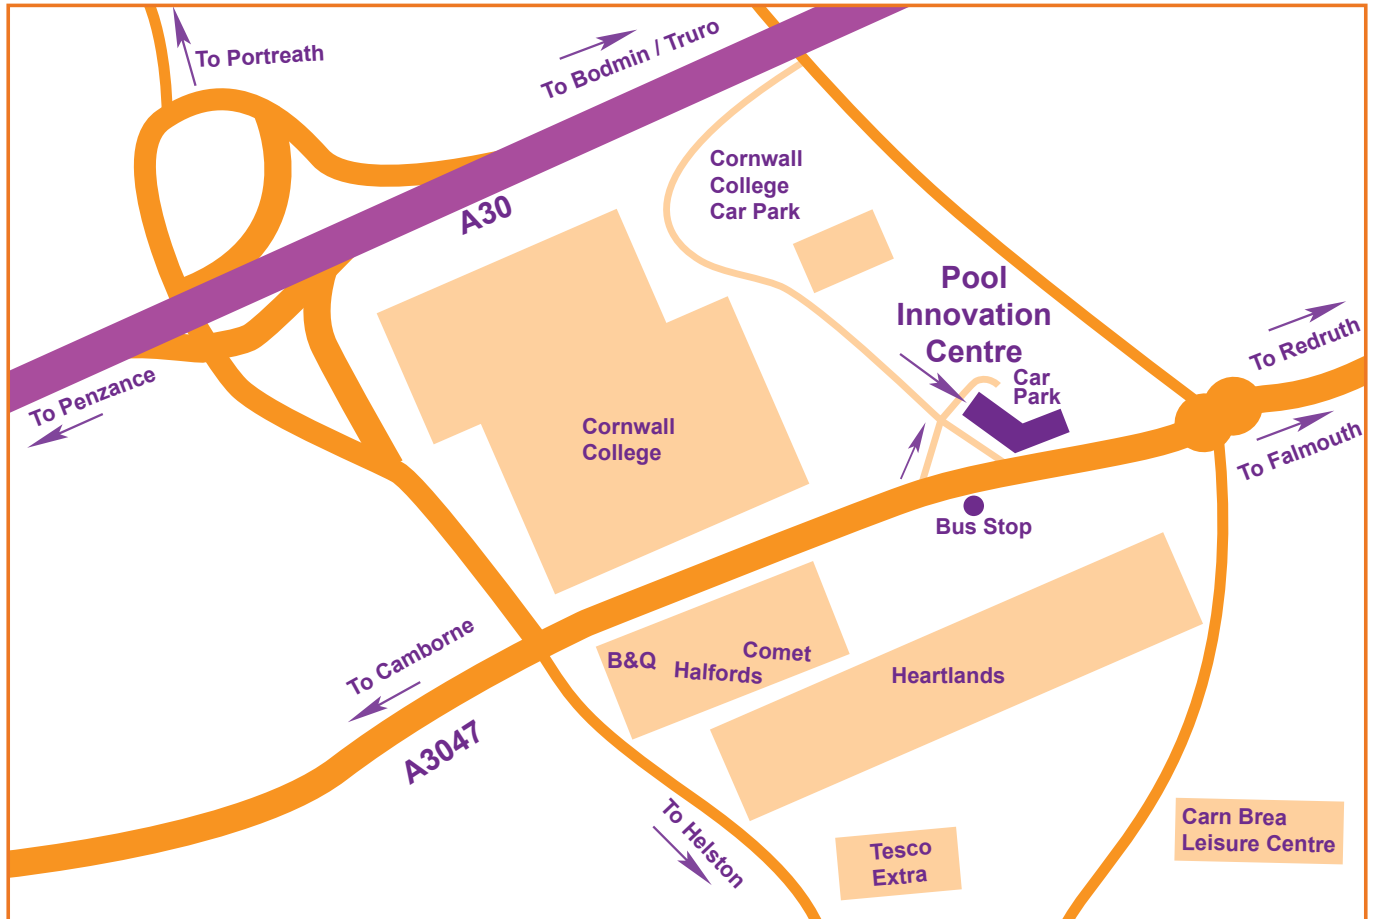 To Portreath
To Bodmin / Truro
A30
Cornwall
College
Car Park
Pool
Innovation
Centre
Car
Park
To Redruth
To Falmouth
To Penzance
Cornwall
College
Bus Stop
To Camborne
A3047
B&Q
Halfords
Comet
Heartlands
To Helston
Tesco
Extra
Carn Brea
Leisure Centre